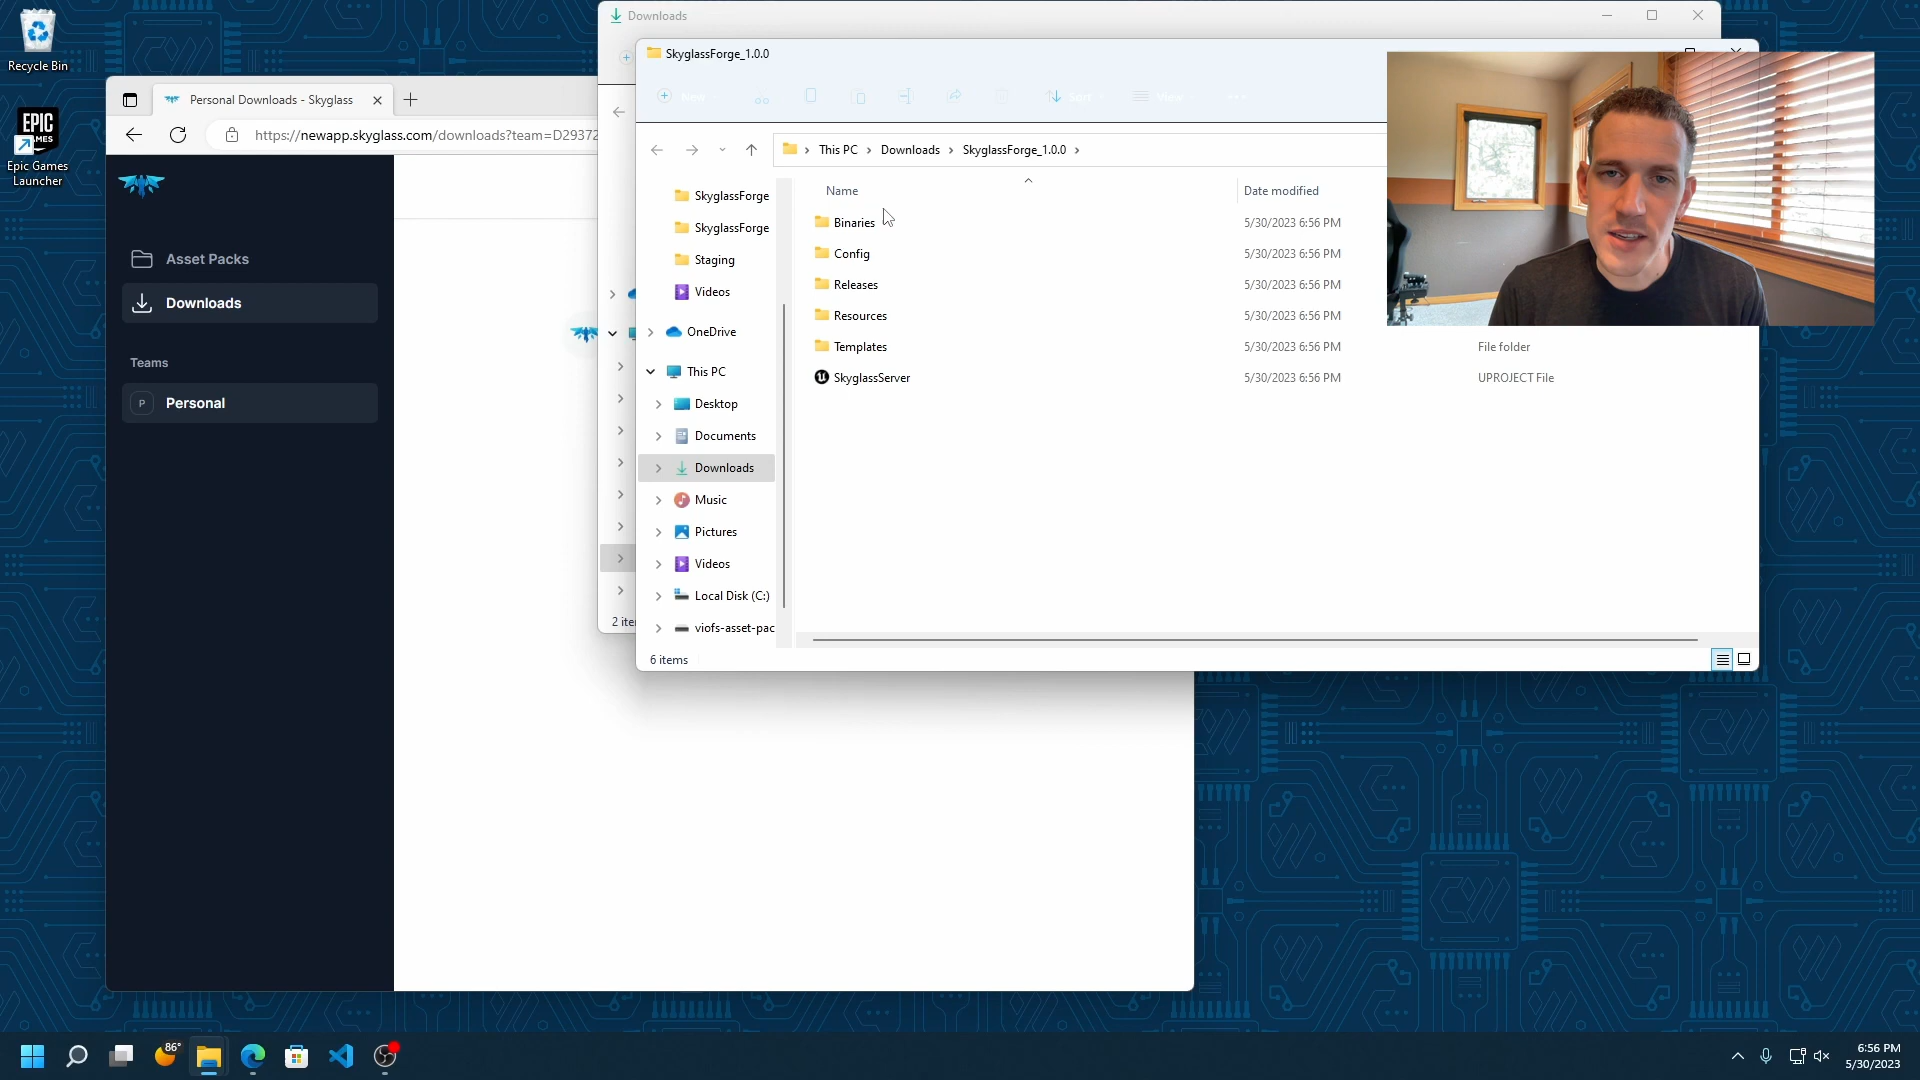 Recycle Bin
EPIC
GAMES
Epic Games
Launcher
Personal Downloads - Skyglass
https://newapp.skyglass.com/downloads?team=D29372
Asset Packs
Downloads
Teams
P
Personal
Downloads
2 ite
SkyglassForge_1.0.0
New
Sort
View
This PC
Downloads
SkyglassForge_1.0.0
SkyglassForge
SkyglassForge
Staging
Videos
OneDrive
This PC
Desktop
Documents
Downloads
Music
Pictures
Videos
Local Disk (C:)
viofs-asset-pac
Name
Date modified
Binaries
5/30/2023 6:56 PM
Config
5/30/2023 6:56 PM
Releases
5/30/2023 6:56 PM
Resources
5/30/2023 6:56 PM
Templates
5/30/2023 6:56 PM
File folder
SkyglassServer
5/30/2023 6:56 PM
UPROJECT File
6 items
86°
6:56 PM
5/30/2023